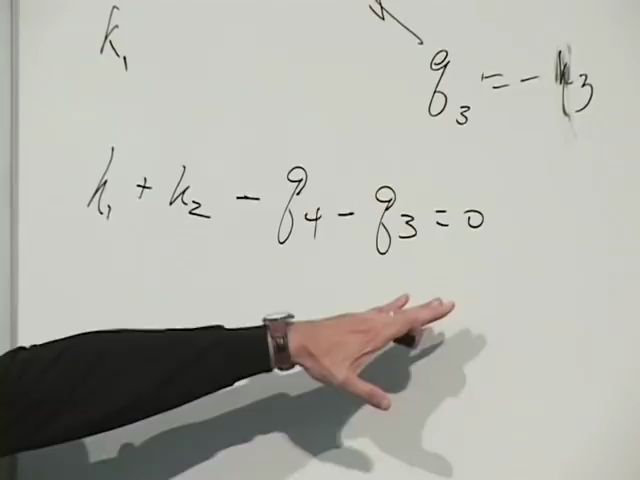 k₁
q₃ = - k₃
k₁ + k₂ - q₄ - q₃ = 0